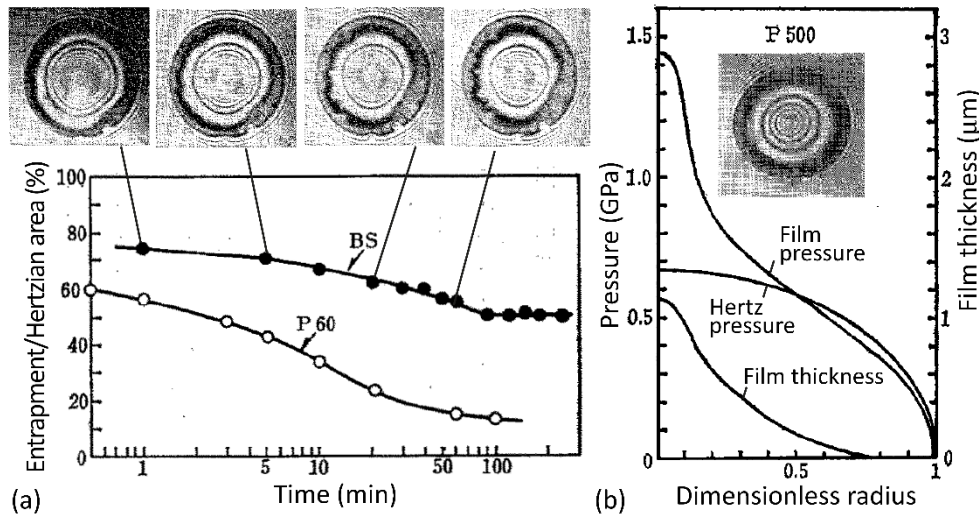 Entrapment/Hertzian area (%)
100
80
60
40
20
0
BS
P 60
1
5
10
50
100
(a)
Time (min)
Pressure (GPa)
1.5
1.0
0.5
0
P 500
Film
pressure
Hertz
pressure
Film thickness
3
2
1
0
Film thickness (μm)
0.5
1
(b)
Dimensionless radius